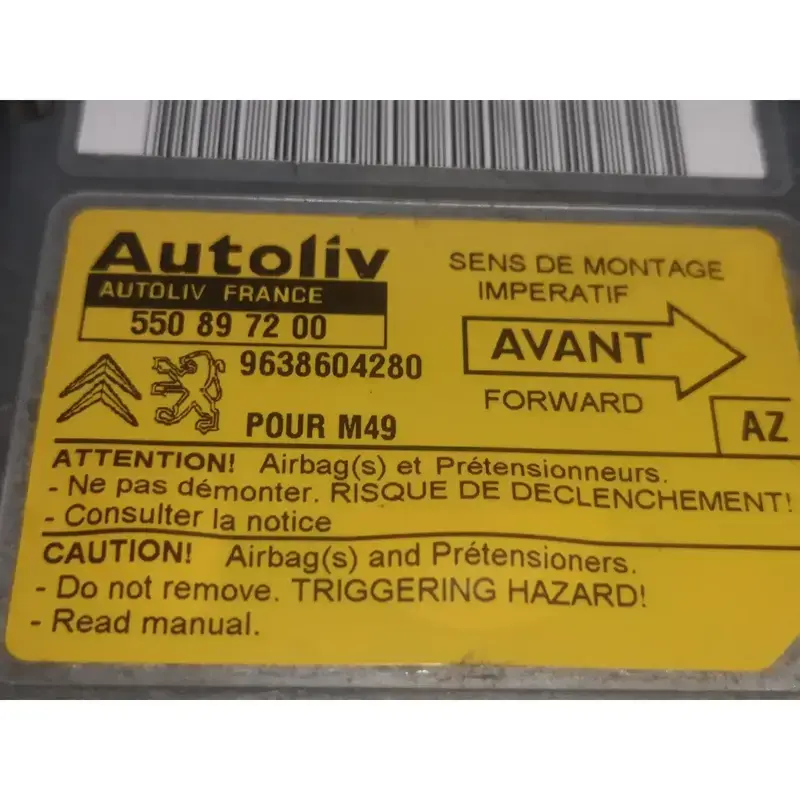 Autoliv
AUTOLIV FRANCE
550 89 72 00
9638604280
POUR M49
SENS DE MONTAGE
IMPERATIF
AVANT
FORWARD
AZ
ATTENTION! Airbag(s) et Prétensionneurs.
- Ne pas démonter. RISQUE DE DECLENCHEMENT!
- Consulter la notice
CAUTION! Airbag(s) and Prétensioners.
- Do not remove. TRIGGERING HAZARD!
- Read manual.